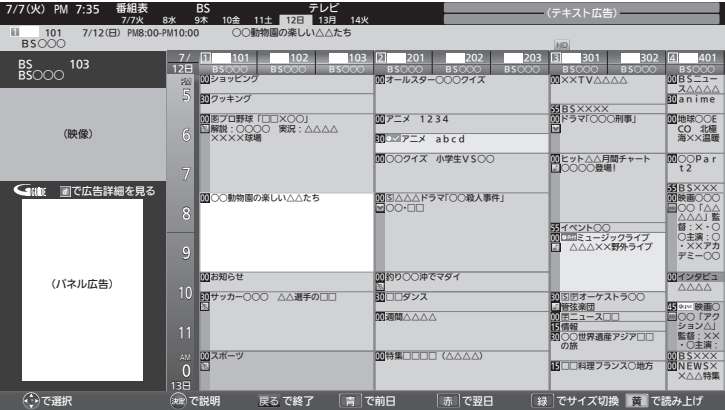 7/7(火) PM 7:35 番組表 BS テレビ
7/7火 8水 9木 10金 11土 12日 13月 14火
(テキスト広告)
1 101 7/12(日) PM8:00-PM10:00 ○○動物園の楽しい△△たち
BS○○○
HD
BS 103
BS○○○
(映像)
Gガイド dで広告詳細を見る
(パネル広告)
7/ 1 101 102 103 2 201 202 203 3 301 302 4 401
12日 BS○○○ BS○○○ BS○○○ BS○○○ BS○○○ BS○○○ BS○○○ BS○○○ BS○○○
PM
5
6
7
8
9
10
11
AM
0
13日
00ショッピング
30クッキング
00プロ野球「□×○○」
解説:○○○○ 実況:△△△△
××××球場
00○○動物園の楽しい△△たち
00お知らせ
30サッカー○○○ △△選手の□□
00スポーツ
00オールスター○○○クイズ
00アニメ 1234
30アニメ abcd
00○○クイズ 小学生VS○○
00S△△△ドラマ「○○殺人事件」
○○・□□
00釣り○○沖でマダイ
30□□ダンス
00週間△△△△
00特集□□□□(△△△△)
00××TV△△△△
55BS××××
00ドラマ「○○○刑事」
00ヒット△△月間チャート
○○○○登場!
55イベント○○
00ミュージックライブ
△△△××野外ライブ
30S字オーケストラ○○
管弦楽団
00字ニュース□□
15情報
30○○世界遺産アジア□□
の旅
15□□料理フランス○地方
00BSニュー
ス△△△△
30anime
00地球○○E
CO 北極
海××温暖
00○○Par
t2
55BS×××
00映画○○○
○○「△△
△△△」監
督:×・○
○主演:○
・××アカ
デミー○○
00インタビュ
△△△△
45映画○
○○「アク
ション△」
監督:××
・○主演:
00BS×××
00NEWS×
×△△特集
で選択 決定で説明 戻るで終了 青で前日 赤で翌日 緑でサイズ切換 黄で読み上げ